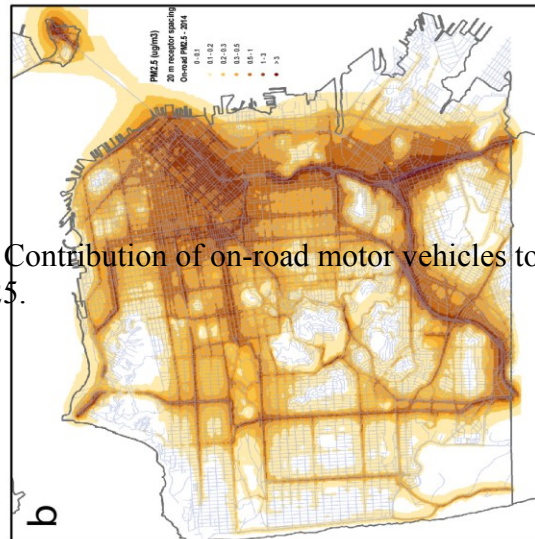 PM2.5 (ug/m3)
20 m receptor spacing
On-road PM2.5 - 2014
0 - 0.1
0.1 - 0.2
0.2 - 0.3
0.3 - 0.5
0.5 - 1
1 - 3
> 3
Contribution of on-road motor vehicles to
25.
b